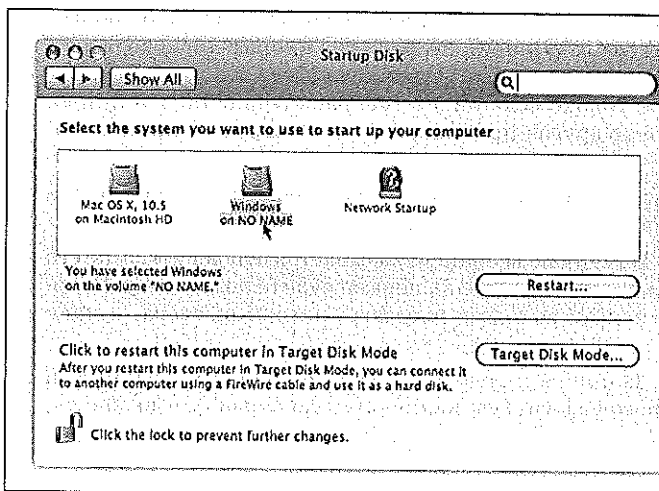 Startup Disk
Show All
Select the system you want to use to start up your computer
Mac OS X, 10.5
on Macintosh HD
Windows
on NO NAME
Network Startup
You have selected Windows
on the volume "NO NAME."
Restart...
Click to restart this computer in Target Disk Mode
After you restart this computer in Target Disk Mode, you can connect it
to another computer using a FireWire cable and use it as a hard disk.
Target Disk Mode...
Click the lock to prevent further changes.